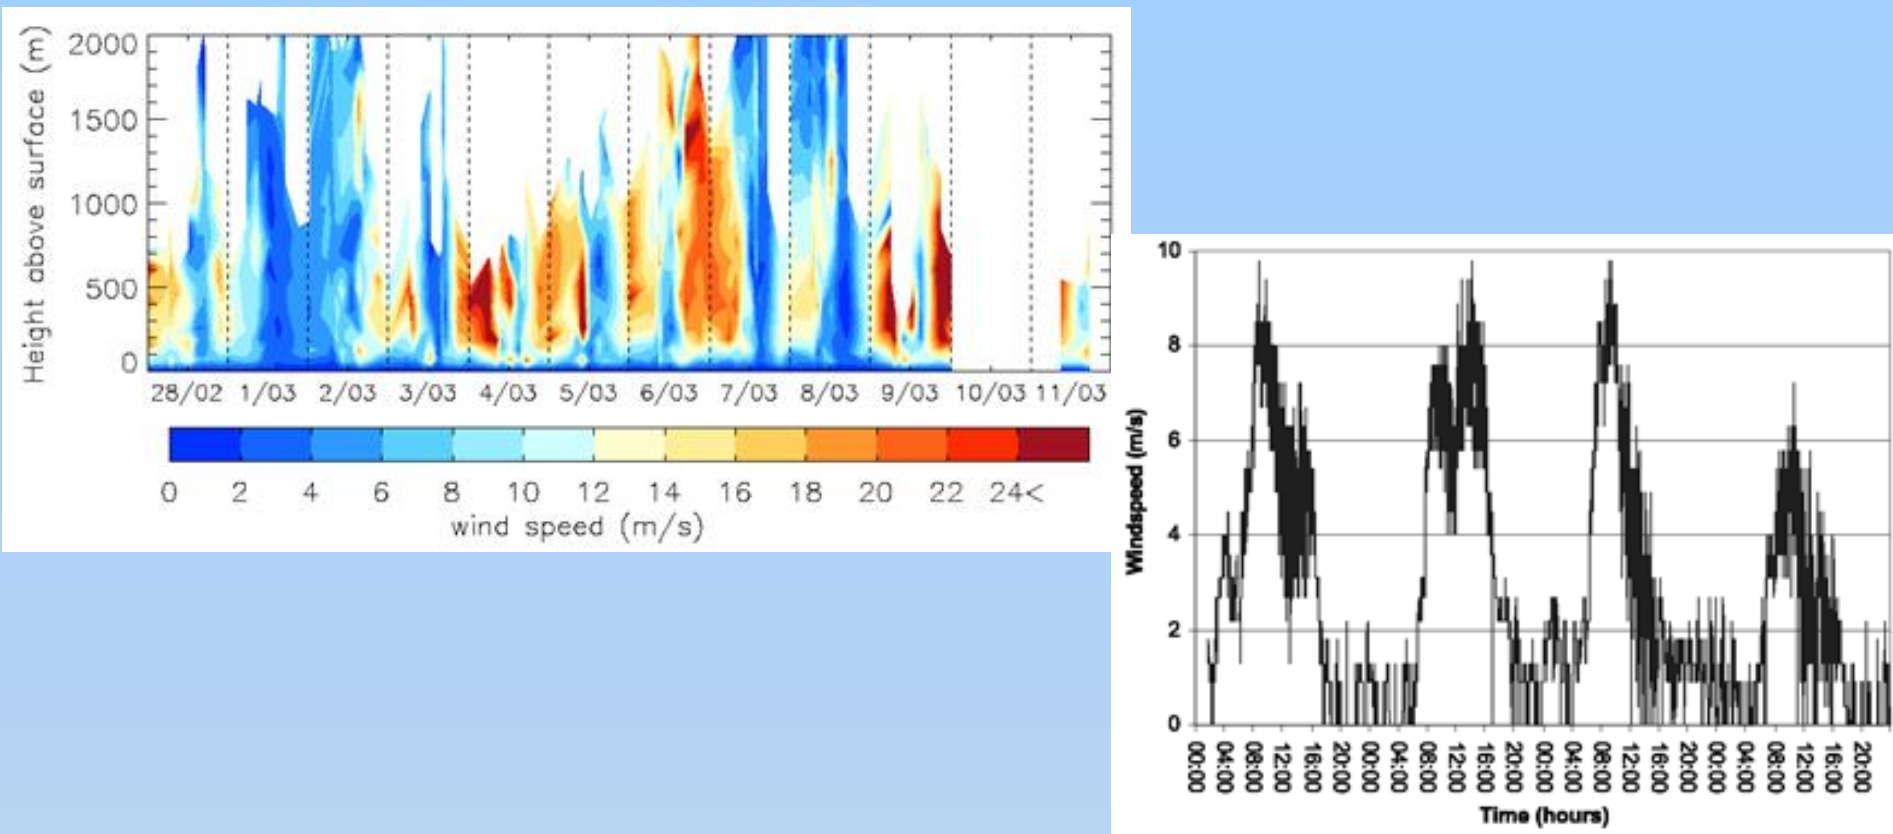 Height above surface (m)
2000
1500
1000
500
0
28/02 1/03 2/03 3/03 4/03 5/03 6/03 7/03 8/03 9/03 10/03 11/03
0 2 4 6 8 10 12 14 16 18 20 22 24<
wind speed (m/s)
Windspeed (m/s)
10
8
6
4
2
0
00:00 04:00 08:00 12:00 16:00 20:00 00:00 04:00 08:00 12:00 16:00 20:00 00:00 04:00 08:00 12:00 16:00 20:00 00:00 04:00 08:00 12:00 16:00 20:00
Time (hours)